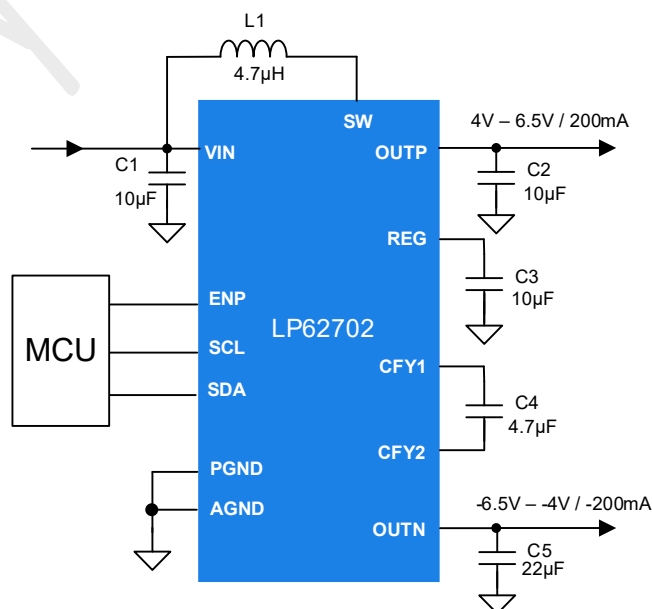 L1
4.7µH
SW
4V – 6.5V / 200mA
VIN
OUTP
C1
10µF
C2
10µF
REG
C3
10µF
ENP
MCU
SCL
LP62702
SDA
CFY1
C4
4.7µF
CFY2
PGND
AGND
-6.5V – -4V / -200mA
OUTN
C5
22µF